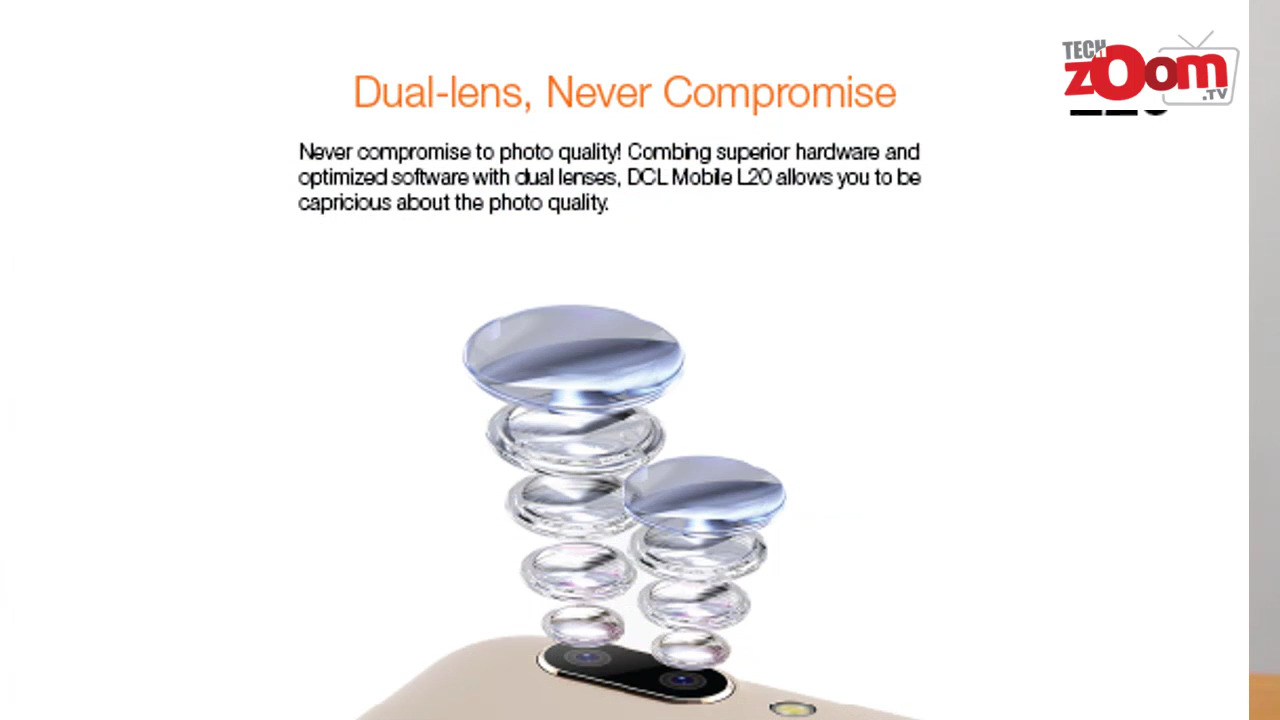 TECH
zoom
.TV
Dual-lens, Never Compromise
Never compromise to photo quality! Combing superior hardware and
optimized software with dual lenses, DCL Mobile L20 allows you to be
capricious about the photo quality.